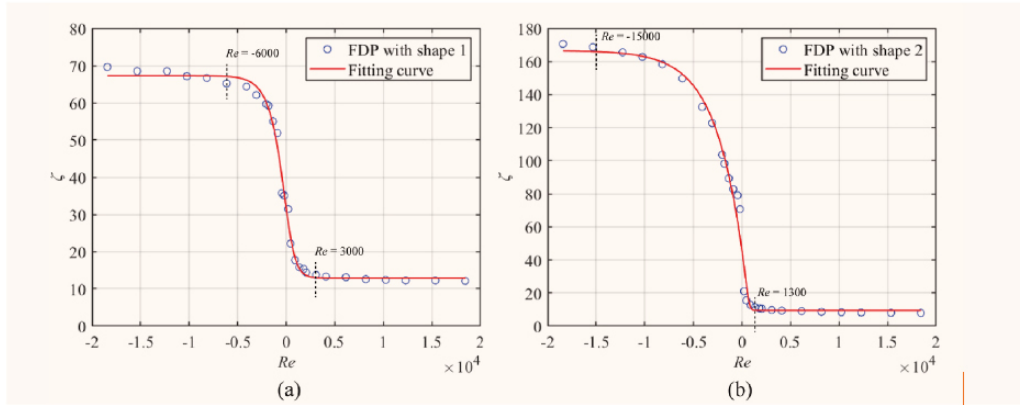 80
70
60
50
40
30
20
10
0
ζ
Re = -6000
FDP with shape 1
Fitting curve
Re = 3000
-2 -1.5 -1 -0.5 0 0.5 1 1.5 2
Re
×10⁴
(a)
180
160
140
120
100
80
60
40
20
0
ζ
Re = -15000
FDP with shape 2
Fitting curve
Re = 1300
-2 -1.5 -1 -0.5 0 0.5 1 1.5 2
Re
×10⁴
(b)